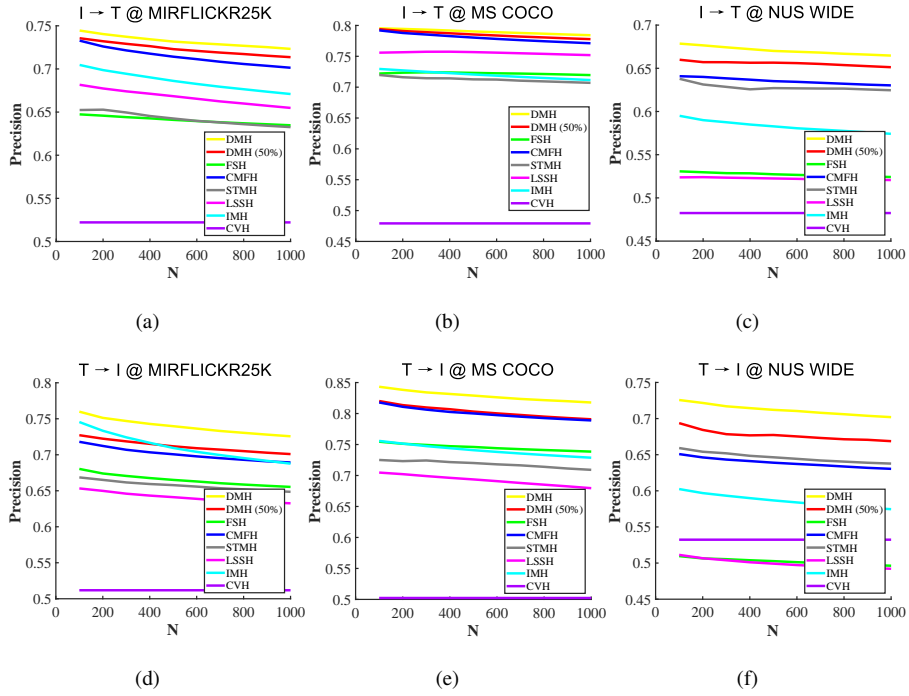 I → T @ MIRFLICKR25K
0.75
0.7
0.65
0.6
0.55
0.5
Precision
0 200 400 600 800 1000
N
DMH
DMH (50%)
FSH
CMFH
STMH
LSSH
IMH
CVH
(a)
I → T @ MS COCO
0.8
0.75
0.7
0.65
0.6
0.55
0.5
0.45
Precision
0 200 400 600 800 1000
N
DMH
DMH (50%)
FSH
CMFH
STMH
LSSH
IMH
CVH
(b)
I → T @ NUS WIDE
0.7
0.65
0.6
0.55
0.5
0.45
Precision
0 200 400 600 800 1000
N
DMH
DMH (50%)
FSH
CMFH
STMH
LSSH
IMH
CVH
(c)
T → I @ MIRFLICKR25K
0.8
0.75
0.7
0.65
0.6
0.55
0.5
Precision
0 200 400 600 800 1000
N
DMH
DMH (50%)
FSH
CMFH
STMH
LSSH
IMH
CVH
(d)
T → I @ MS COCO
0.85
0.8
0.75
0.7
0.65
0.6
0.55
0.5
Precision
0 200 400 600 800 1000
N
DMH
DMH (50%)
FSH
CMFH
STMH
LSSH
IMH
CVH
(e)
T → I @ NUS WIDE
0.75
0.7
0.65
0.6
0.55
0.5
0.45
Precision
0 200 400 600 800 1000
N
DMH
DMH (50%)
FSH
CMFH
STMH
LSSH
IMH
CVH
(f)